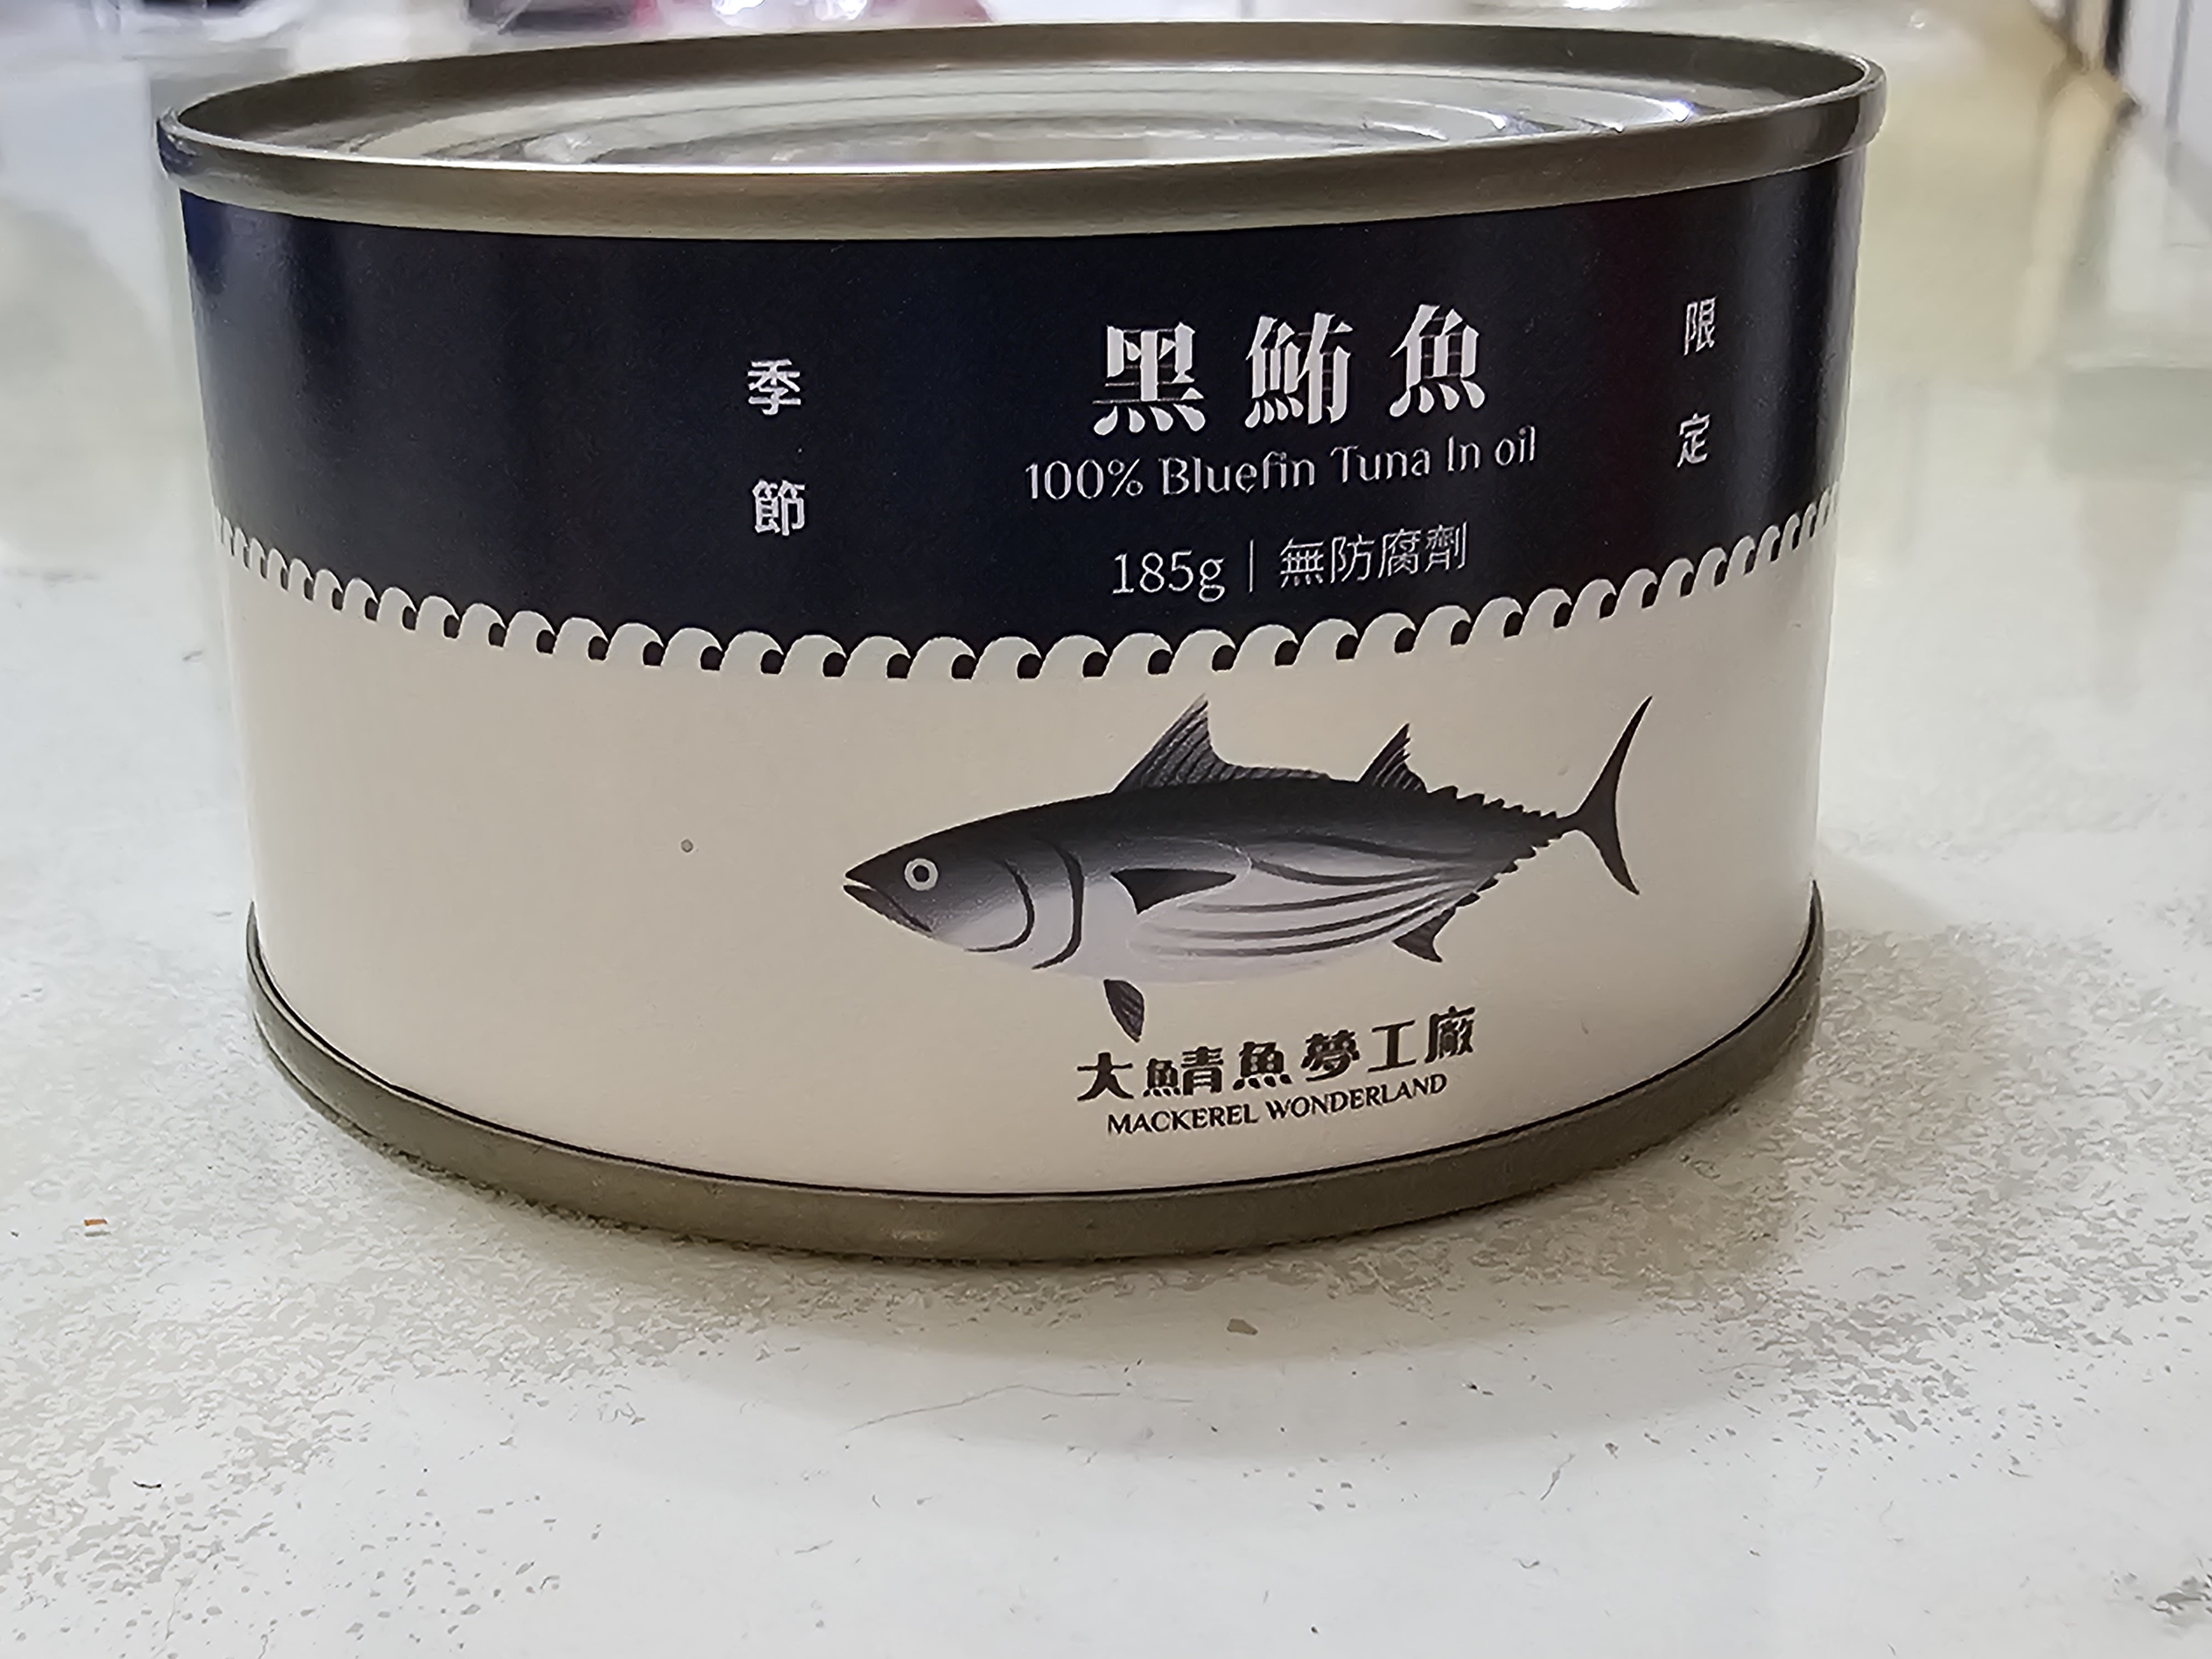 季節
黑鮪魚
100% Bluefin Tuna In oil
185g | 無防腐劑
限定
大鯖魚夢工廠
MACKEREL WONDERLAND